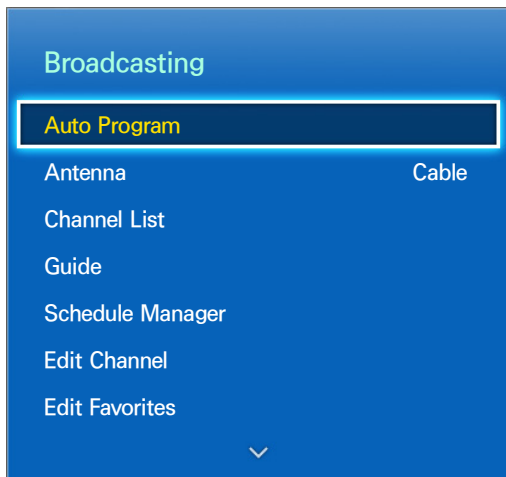 Broadcasting
Auto Program
Antenna Cable
Channel List
Guide
Schedule Manager
Edit Channel
Edit Favorites